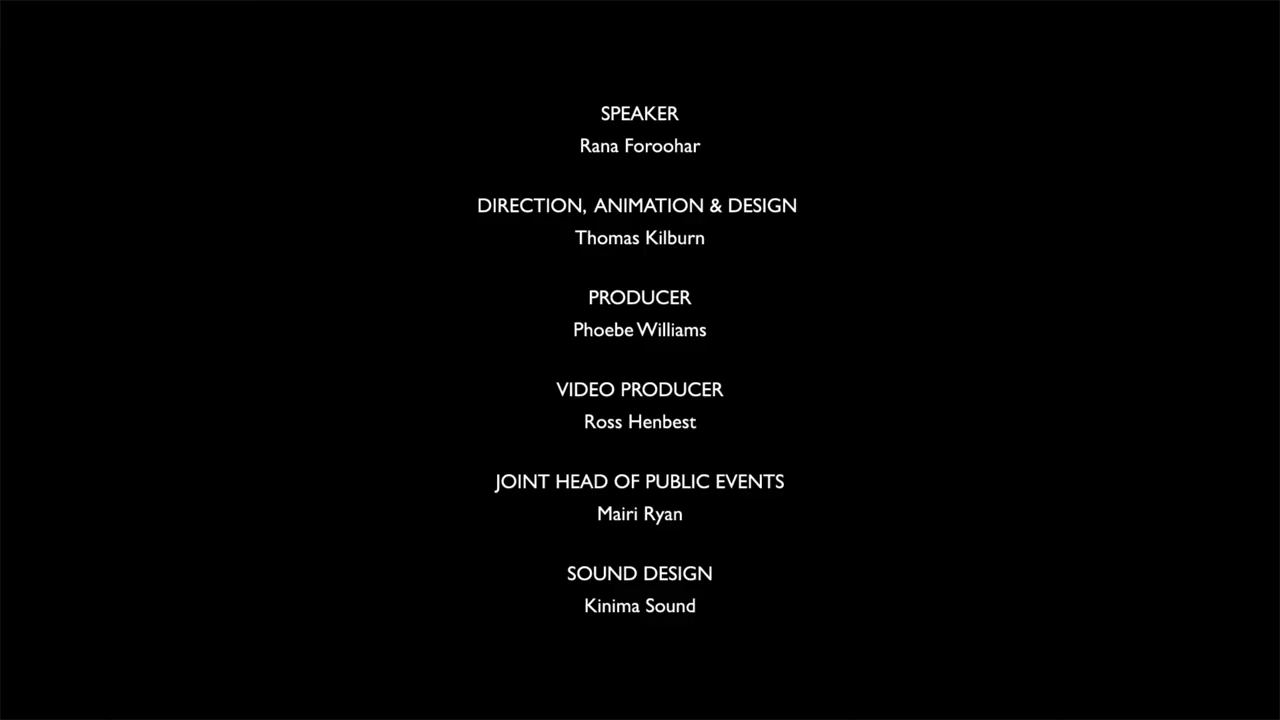 SPEAKER
Rana Foroohar
DIRECTION, ANIMATION & DESIGN
Thomas Kilburn
PRODUCER
Phoebe Williams
VIDEO PRODUCER
Ross Henbest
JOINT HEAD OF PUBLIC EVENTS
Mairi Ryan
SOUND DESIGN
Kinima Sound